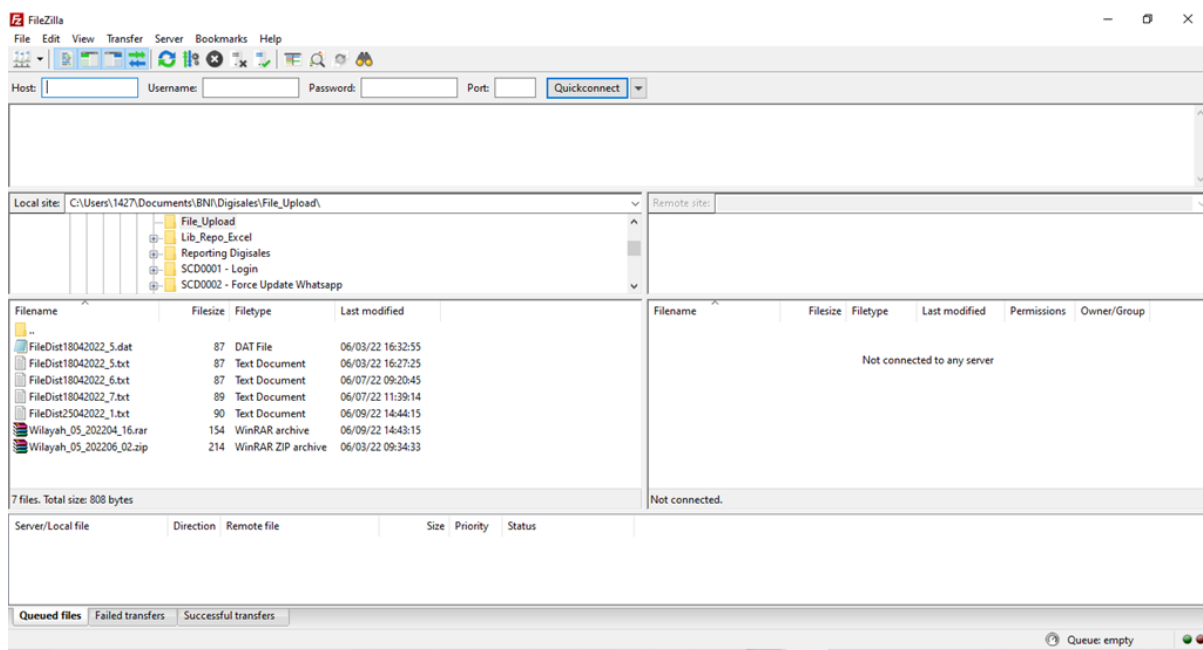 FileZilla
File Edit View Transfer Server Bookmarks Help
Host: Username: Password: Port: Quickconnect
Local site: C:\Users\1427\Documents\BNI\Digisales\File_Upload\
Remote site:
File_Upload
Lib_Repo_Excel
Reporting Digisales
SCD0001 - Login
SCD0002 - Force Update Whatsapp
Filename Filesize Filetype Last modified
..
FileDist18042022_5.dat 87 DAT File 06/03/22 16:32:55
FileDist18042022_5.txt 87 Text Document 06/03/22 16:27:25
FileDist18042022_6.txt 87 Text Document 06/07/22 09:20:45
FileDist18042022_7.txt 89 Text Document 06/07/22 11:39:14
FileDist25042022_1.txt 90 Text Document 06/09/22 14:44:15
Wilayah_05_202204_16.rar 154 WinRAR archive 06/09/22 14:43:15
Wilayah_05_202206_02.zip 214 WinRAR ZIP archive 06/03/22 09:34:33
7 files. Total size: 808 bytes
Filename Filesize Filetype Last modified Permissions Owner/Group
Not connected to any server
Not connected.
Server/Local file Direction Remote file Size Priority Status
Queued files Failed transfers Successful transfers
Queue: empty